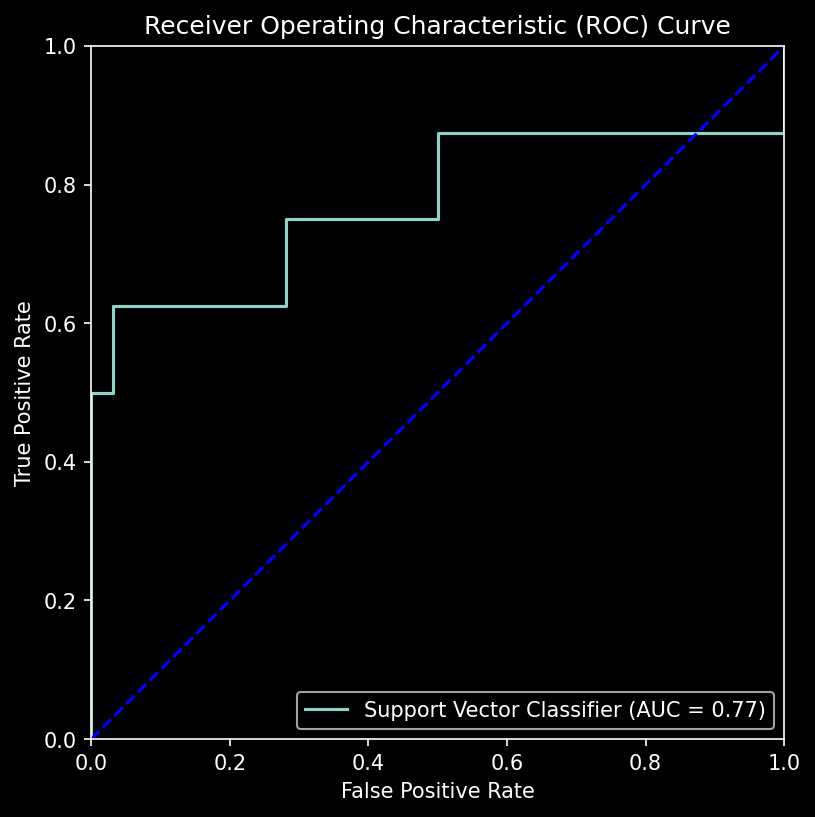 Receiver Operating Characteristic (ROC) Curve
1.0
0.8
0.6
0.4
0.2
0.0
True Positive Rate
Support Vector Classifier (AUC = 0.77)
0.0 0.2 0.4 0.6 0.8 1.0
False Positive Rate